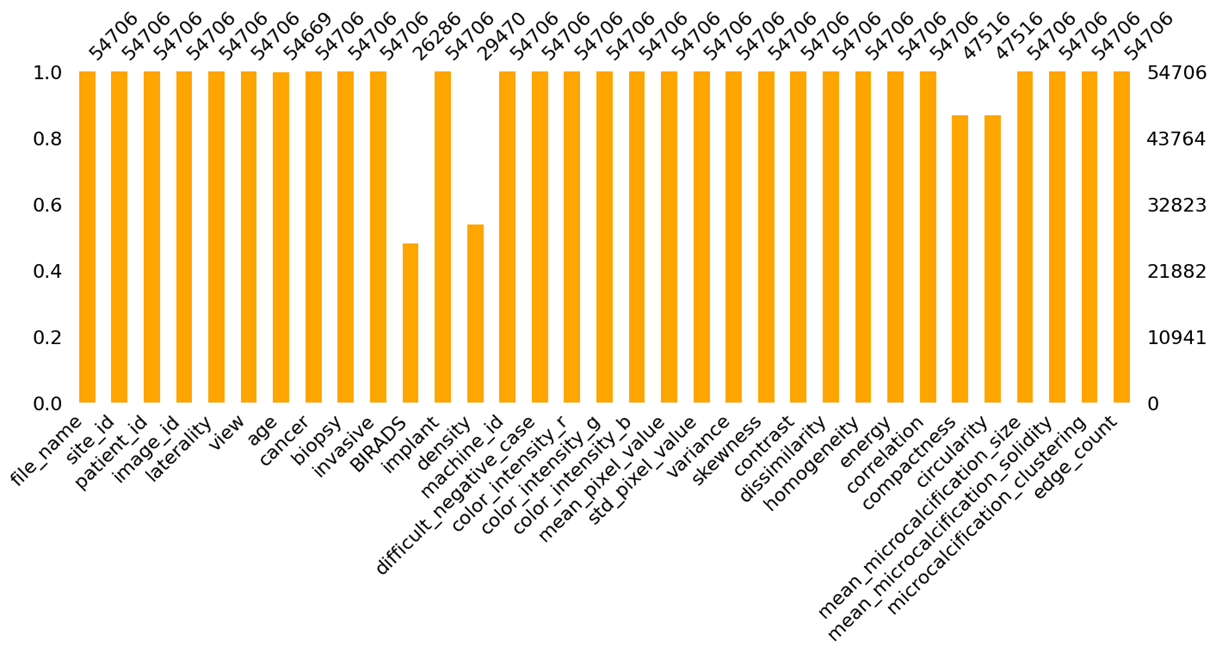 54706
54706
54706
54706
54706
54706
54669
54706
54706
54706
26286
54706
29470
54706
54706
54706
54706
54706
54706
54706
54706
54706
54706
54706
54706
54706
54706
47516
47516
54706
54706
54706
54706
1.0
0.8
0.6
0.4
0.2
0.0
54706
43764
32823
21882
10941
0
file_name
site_id
patient_id
image_id
laterality
view
age
cancer
biopsy
invasive
BIRADS
implant
density
machine_id
difficult_negative_case
color_intensity_r
color_intensity_g
color_intensity_b
mean_pixel_value
std_pixel_value
variance
skewness
contrast
dissimilarity
homogeneity
energy
correlation
compactness
circularity
mean_microcalcification_size
mean_microcalcification_solidity
microcalcification_clustering
edge_count